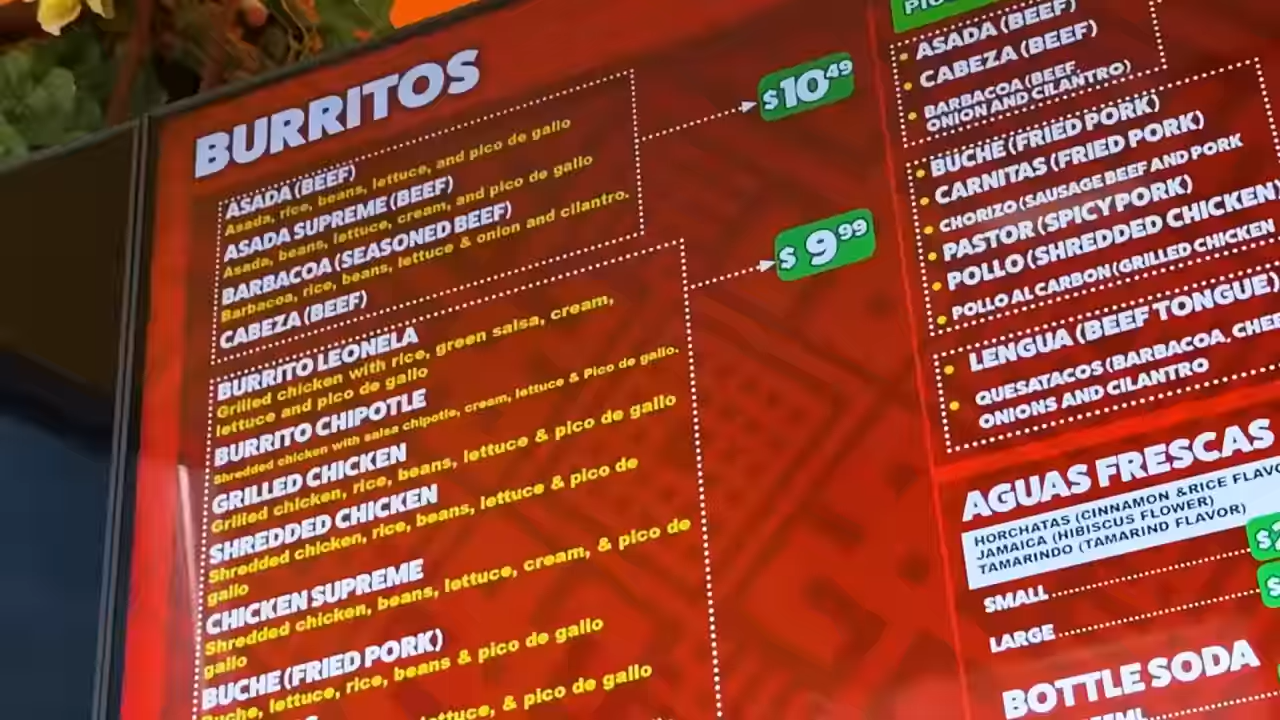 BURRITOS
ASADA (BEEF)
Asada, rice, beans, lettuce, and pico de gallo
ASADA SUPREME (BEEF)
Asada, beans, lettuce, cream, and pico de gallo
BARBACOA (SEASONED BEEF)
Barbacoa, rice, beans, lettuce & onion and cilantro.
CABEZA (BEEF)
$10⁴⁹
BURRITO LEONELA
Grilled chicken with rice, green salsa, cream,
lettuce and pico de gallo
BURRITO CHIPOTLE
Shredded chicken with salsa chipotle, cream, lettuce & Pico de gallo.
GRILLED CHICKEN
Grilled chicken, rice, beans, lettuce & pico de gallo
SHREDDED CHICKEN
Shredded chicken, rice, beans, lettuce & pico de
gallo
CHICKEN SUPREME
Shredded chicken, beans, lettuce, cream, & pico de
gallo
BUCHE (FRIED PORK)
Buche, lettuce, rice, beans & pico de gallo
lettuce, & pico de gallo
$9⁹⁹
ASADA (BEEF)
CABEZA (BEEF)
BARBACOA (BEEF,
ONION AND CILANTRO)
BUCHE (FRIED PORK)
CARNITAS (FRIED PORK)
CHORIZO (SAUSAGE BEEF AND PORK
PASTOR (SPICY PORK)
POLLO (SHREDDED CHICKEN)
POLLO AL CARBON (GRILLED CHICKEN
LENGUA (BEEF TONGUE)
QUESATACOS (BARBACOA,
ONIONS AND CILANTRO
AGUAS FRESCAS
HORCHATAS (CINNAMON & RICE
JAMAICA (HIBISCUS FLOWER)
TAMARINDO (TAMARIND FLAVOR)
SMALL
LARGE
BOTTLE SODA